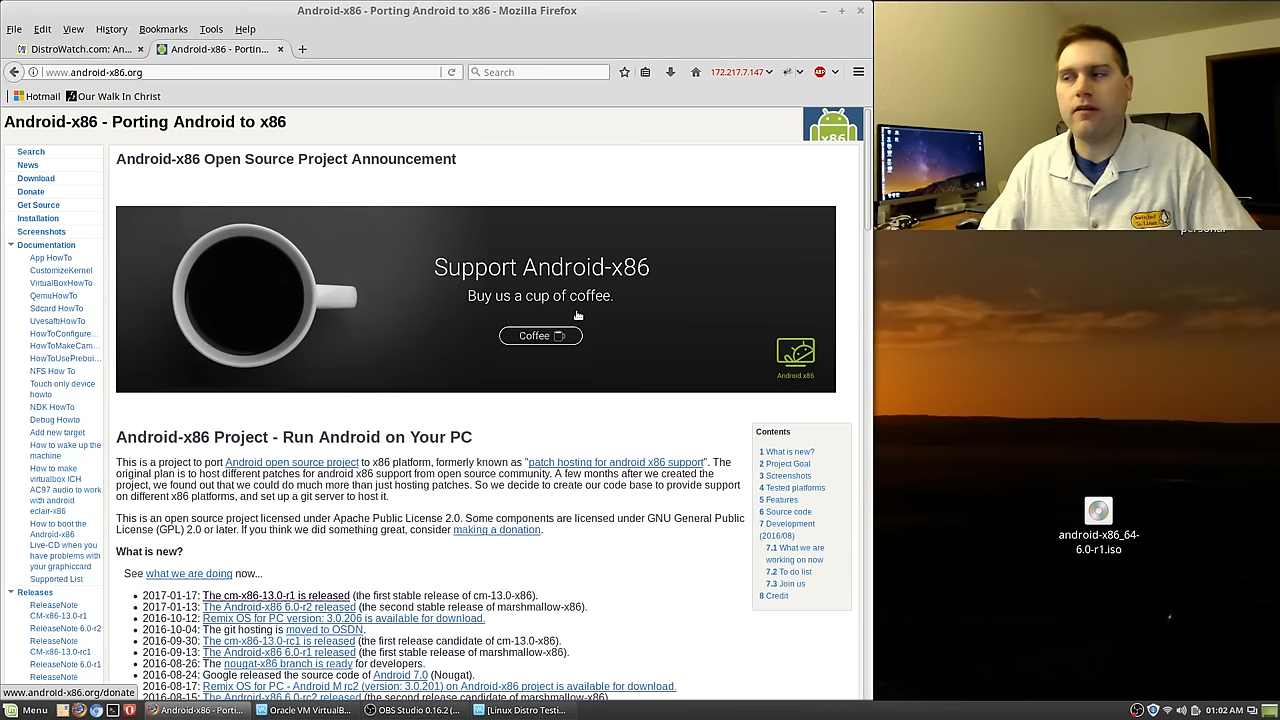 Android-x86 - Porting Android to x86 - Mozilla Firefox
File Edit View History Bookmarks Tools Help
DistroWatch.com: An...
Android-x86 - Portin...
www.android-x86.org
Search
172.217.7.147
ABP
Hotmail
Our Walk In Christ
Android-x86 - Porting Android to x86
Search
News
Download
Donate
Get Source
Installation
Screenshots
Documentation
App HowTo
CustomizeKernel
VirtualBoxHowTo
QemuHowTo
Sdcard HowTo
UvesafbHowTo
HowToConfigure...
HowToMakeCam...
HowToUsePrebui...
NFS How To
Touch only device
howto
NDK HowTo
Debug Howto
Add new target
How to wake up the
machine
How to make
virtualbox ICH
AC97 audio to work
with android
eclair-x86
How to boot the
Android-x86
Live-CD when you
have problems with
your graphiccard
Supported List
Releases
ReleaseNote
CM-x86-13.0-r1
ReleaseNote 6.0-r2
ReleaseNote
CM-x86-13.0-rc1
ReleaseNote 6.0-r1
ReleaseNote
Android-x86 Open Source Project Announcement
Support Android-x86
Buy us a cup of coffee.
Coffee
Android x86
Android-x86 Project - Run Android on Your PC
This is a project to port Android open source project to x86 platform, formerly known as "patch hosting for android x86 support". The
original plan is to host different patches for android x86 support from open source community. A few months after we created the
project, we found out that we could do much more than just hosting patches. So we decide to create our code base to provide support
on different x86 platforms, and set up a git server to host it.
This is an open source project licensed under Apache Public License 2.0. Some components are licensed under GNU General Public
License (GPL) 2.0 or later. If you think we did something great, consider making a donation.
What is new?
See what we are doing now...
2017-01-17: The cm-x86-13.0-r1 is released (the first stable release of cm-13.0-x86).
2017-01-13: The Android-x86 6.0-r2 released (the second stable release of marshmallow-x86).
2016-10-12: Remix OS for PC version: 3.0.206 is available for download.
2016-10-04: The git hosting is moved to OSDN.
2016-09-30: The cm-x86-13.0-rc1 is released (the first release candidate of cm-13.0-x86).
2016-09-13: The Android-x86 6.0-r1 released (the first stable release of marshmallow-x86).
2016-08-26: The nougat-x86 branch is ready for developers.
2016-08-24: Google released the source code of Android 7.0 (Nougat).
2016-08-17: Remix OS for PC - Android M rc2 (version: 3.0.201) on Android-x86 project is available for download.
2016-08-15: The Android-x86 6.0-rc2 released (the second release candidate of marshmallow-x86).
Contents
1 What is new?
2 Project Goal
3 Screenshots
4 Tested platforms
5 Features
6 Source code
7 Development
(2016/08)
7.1 What we are
working on now
7.2 To do list
7.3 Join us
8 Credit
www.android-x86.org/donate
Switched
To Linux
personal
android-x86_64-
6.0-r1.iso
Menu
Android-x86 - Porti...
Oracle VM VirtualB...
OBS Studio 0.16.2 (...
[Linux Distro Testi...
01:02 AM